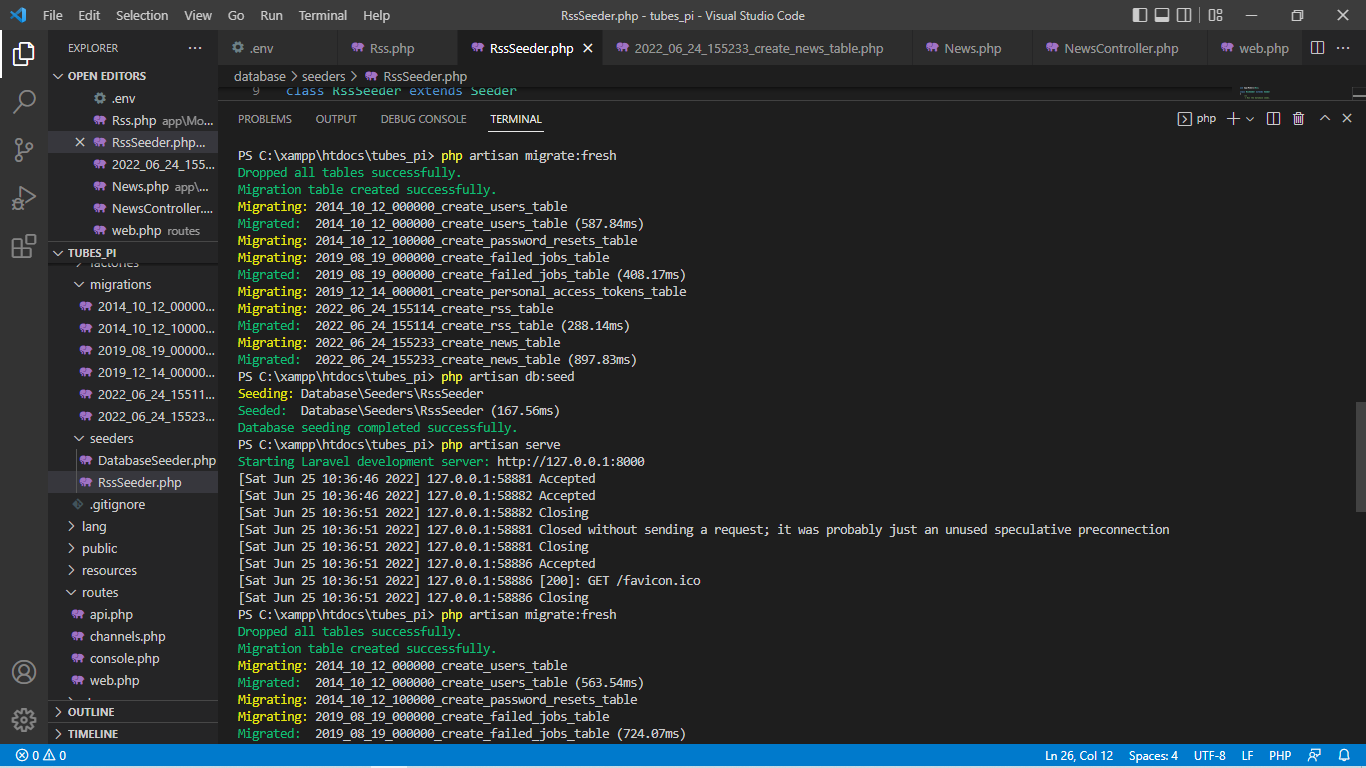 File Edit Selection View Go Run Terminal Help RssSeeder.php - tubes_pi - Visual Studio Code
EXPLORER
OPEN EDITORS
.env
Rss.php app\Mo...
RssSeeder.php...
2022_06_24_155...
News.php app\...
NewsController....
web.php routes
TUBES_PI
factories
migrations
2014_10_12_00000...
2014_10_12_10000...
2019_08_19_00000...
2019_12_14_00000...
2022_06_24_15511...
2022_06_24_15523...
seeders
DatabaseSeeder.php
RssSeeder.php
.gitignore
lang
public
resources
routes
api.php
channels.php
console.php
web.php
OUTLINE
TIMELINE
.env Rss.php RssSeeder.php 2022_06_24_155233_create_news_table.php News.php NewsController.php web.php
database > seeders > RssSeeder.php
9 class RssSeeder extends Seeder
PROBLEMS OUTPUT DEBUG CONSOLE TERMINAL php
PS C:\xampp\htdocs\tubes_pi> php artisan migrate:fresh
Dropped all tables successfully.
Migration table created successfully.
Migrating: 2014_10_12_000000_create_users_table
Migrated:  2014_10_12_000000_create_users_table (587.84ms)
Migrating: 2014_10_12_100000_create_password_resets_table
Migrating: 2019_08_19_000000_create_failed_jobs_table
Migrated:  2019_08_19_000000_create_failed_jobs_table (408.17ms)
Migrating: 2019_12_14_000001_create_personal_access_tokens_table
Migrating: 2022_06_24_155114_create_rss_table
Migrated:  2022_06_24_155114_create_rss_table (288.14ms)
Migrating: 2022_06_24_155233_create_news_table
Migrated:  2022_06_24_155233_create_news_table (897.83ms)
PS C:\xampp\htdocs\tubes_pi> php artisan db:seed
Seeding: Database\Seeders\RssSeeder
Seeded:  Database\Seeders\RssSeeder (167.56ms)
Database seeding completed successfully.
PS C:\xampp\htdocs\tubes_pi> php artisan serve
Starting Laravel development server: http://127.0.0.1:8000
[Sat Jun 25 10:36:46 2022] 127.0.0.1:58881 Accepted
[Sat Jun 25 10:36:46 2022] 127.0.0.1:58882 Accepted
[Sat Jun 25 10:36:51 2022] 127.0.0.1:58882 Closing
[Sat Jun 25 10:36:51 2022] 127.0.0.1:58881 Closed without sending a request; it was probably just an unused speculative preconnection
[Sat Jun 25 10:36:51 2022] 127.0.0.1:58881 Closing
[Sat Jun 25 10:36:51 2022] 127.0.0.1:58886 Accepted
[Sat Jun 25 10:36:51 2022] 127.0.0.1:58886 [200]: GET /favicon.ico
[Sat Jun 25 10:36:51 2022] 127.0.0.1:58886 Closing
PS C:\xampp\htdocs\tubes_pi> php artisan migrate:fresh
Dropped all tables successfully.
Migration table created successfully.
Migrating: 2014_10_12_000000_create_users_table
Migrated:  2014_10_12_000000_create_users_table (563.54ms)
Migrating: 2014_10_12_100000_create_password_resets_table
Migrating: 2019_08_19_000000_create_failed_jobs_table
Migrated:  2019_08_19_000000_create_failed_jobs_table (724.07ms)
0 0 Ln 26, Col 12 Spaces: 4 UTF-8 LF PHP